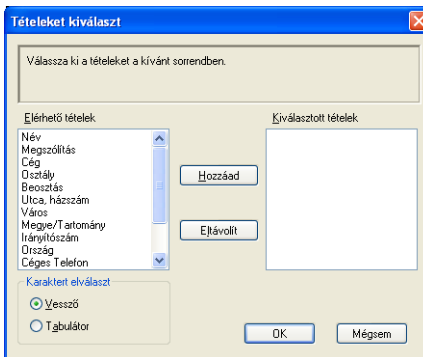 Tételeket kiválaszt
Válassza ki a tételeket a kívánt sorrendben.
Elérhető tételek
Kiválasztott tételek
Név
Megszólítás
Cég
Osztály
Beosztás
Utca, házszám
Város
Megye/Tartomány
Irányítószám
Ország
Céges Telefon
Hozzáad
Eltávolít
Karaktert elválaszt
Vessző
Tabulátor
OK
Mégsem